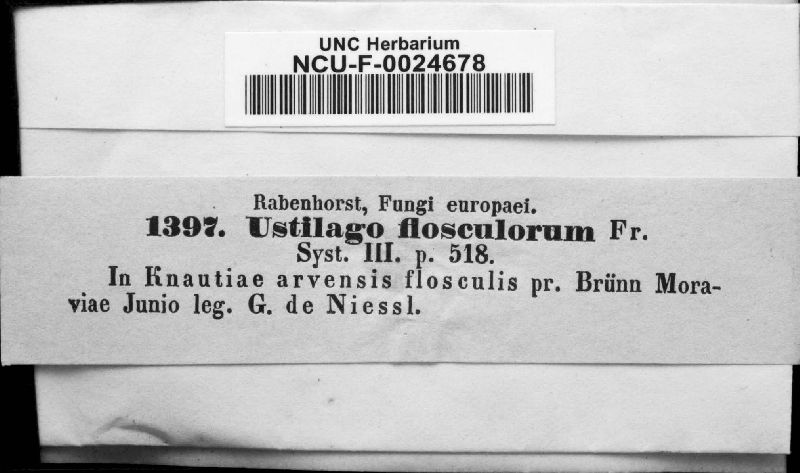 UNC Herbarium
NCU-F-0024678
Rabenhorst, Fungi europaei.
1397. Ustilago flosculorum Fr.
Syst. III. p. 518.
In Knautiae arvensis flosculis pr. Brünn Mora-
viae Junio leg. G. de Niessl.